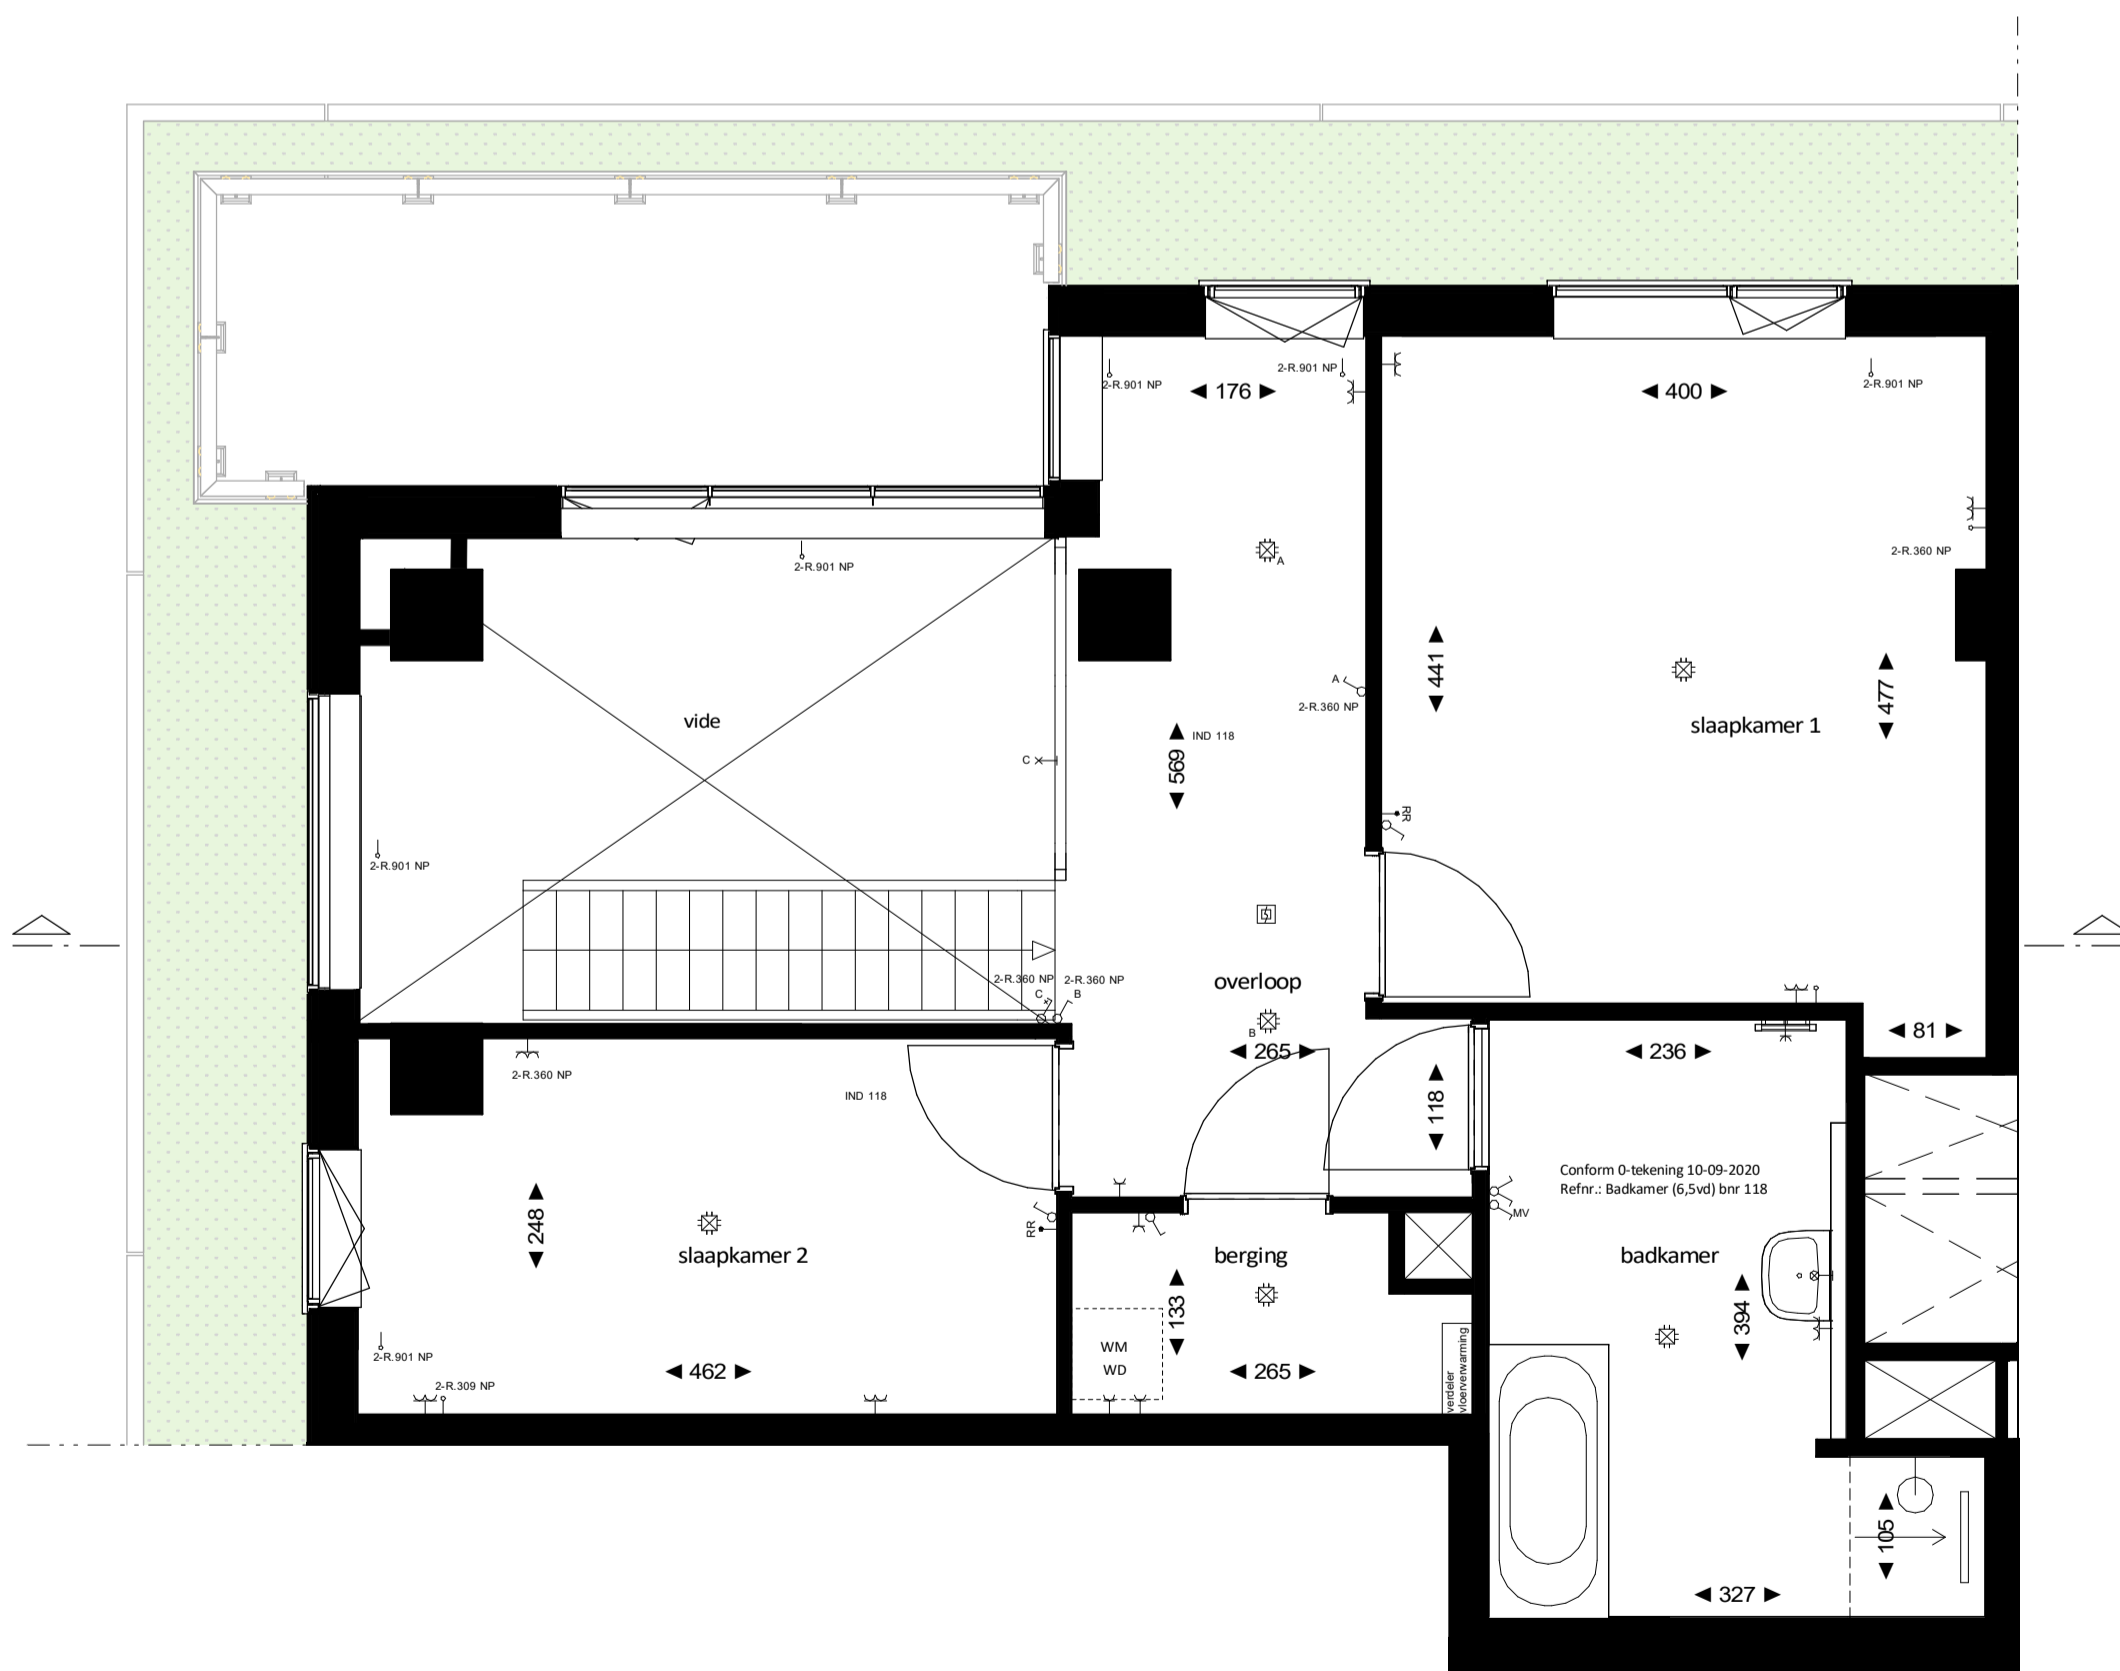 2-R.901 NP
◄ 176 ►
2-R.901 NP
◄ 400 ►
2-R.901 NP
2-R.901 NP
A
2-R.360 NP
◄ 441 ►
◄ 477 ►
A
2-R.360 NP
vide
slaapkamer 1
IND 118
◄ 569 ►
C
RR
2-R.901 NP
2-R.360 NP
2-R.360 NP
C
B
overloop
B
◄ 265 ►
◄ 236 ►
◄ 81 ►
2-R.360 NP
IND 118
◄ 118 ►
Conform 0-tekening 10-09-2020
Refnr.: Badkamer (6,5vd) bnr 118
MV
◄ 248 ►
RR
slaapkamer 2
berging
badkamer
◄ 133 ►
◄ 394 ►
WM
WD
2-R.901 NP
◄ 462 ►
◄ 265 ►
verdeler
vloerverwarming
2-R.309 NP
◄ 105 ►
◄ 327 ►